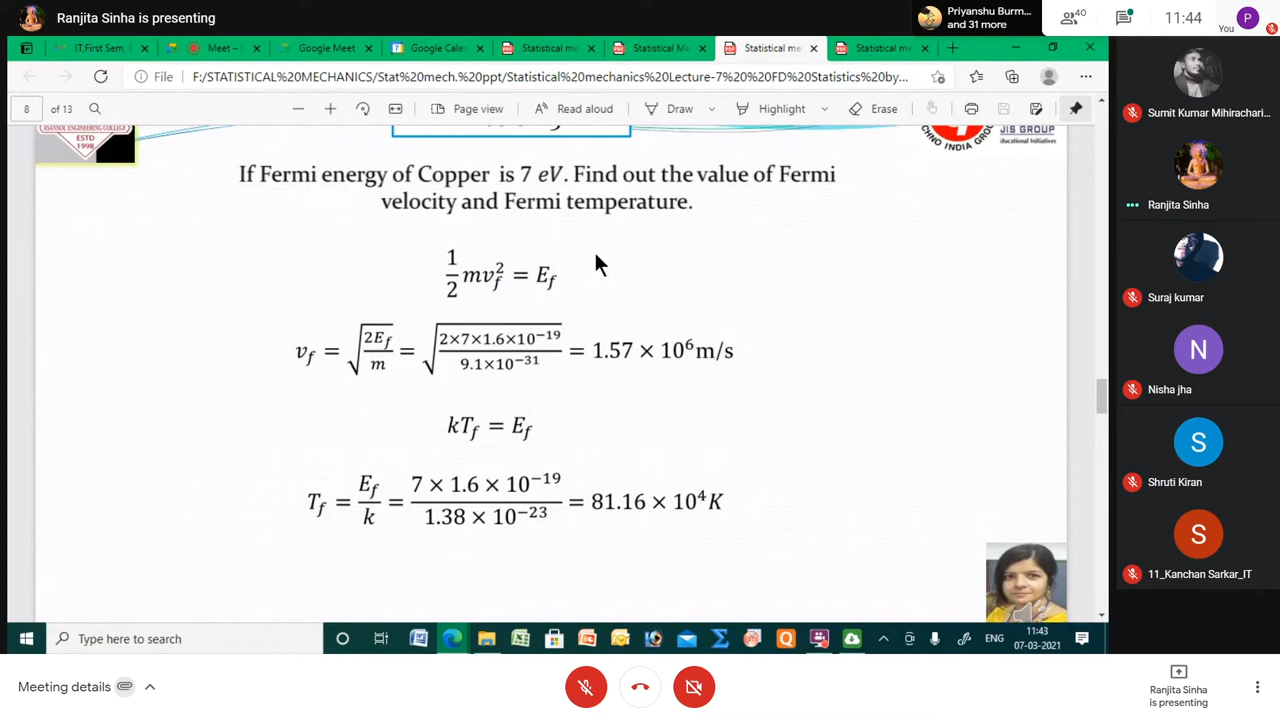 Ranjita Sinha is presenting
Priyanshu Burm...
and 31 more
40
11:44
You
P
IT,First Sem,
Meet –
Google Meet
Google Caler
Statistical me
Statistical Me
Statistical me
Statistical me
File
F:/STATISTICAL%20MECHANICS/Stat%20mech.%20ppt/Statistical%20mechanics%20Lecture-7%20%20FD%20Statistics%20by...
8
of 13
Page view
Read aloud
Draw
Highlight
Erase
ASANSOL ENGINEERING COLLEGE
ESTD
1998
JIS GROUP
Educational Initiatives
If Fermi energy of Copper is 7 eV. Find out the value of Fermi
velocity and Fermi temperature.
1/2 mv_f^2 = E_f
v_f = √(2E_f/m) = √(2×7×1.6×10^−19/9.1×10^−31) = 1.57 × 10^6 m/s
kT_f = E_f
T_f = E_f/k = 7 × 1.6 × 10^−19/1.38 × 10^−23 = 81.16 × 10^4 K
Sumit Kumar Mihirachari...
Ranjita Sinha
Suraj kumar
N
Nisha jha
S
Shruti Kiran
S
11_Kanchan Sarkar_IT
Type here to search
ENG
11:43
07-03-2021
Meeting details
Ranjita Sinha
is presenting